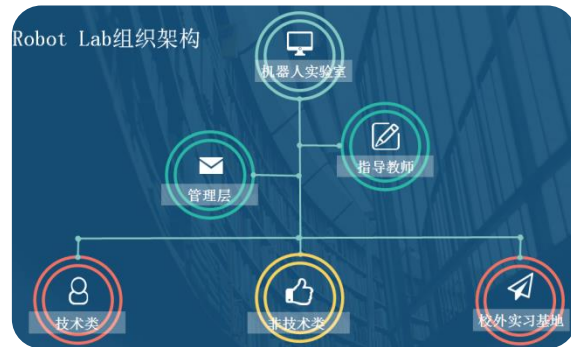 Robot Lab组织架构
机器人实验室
指导教师
管理层
技术类
非技术类
校外实习基地